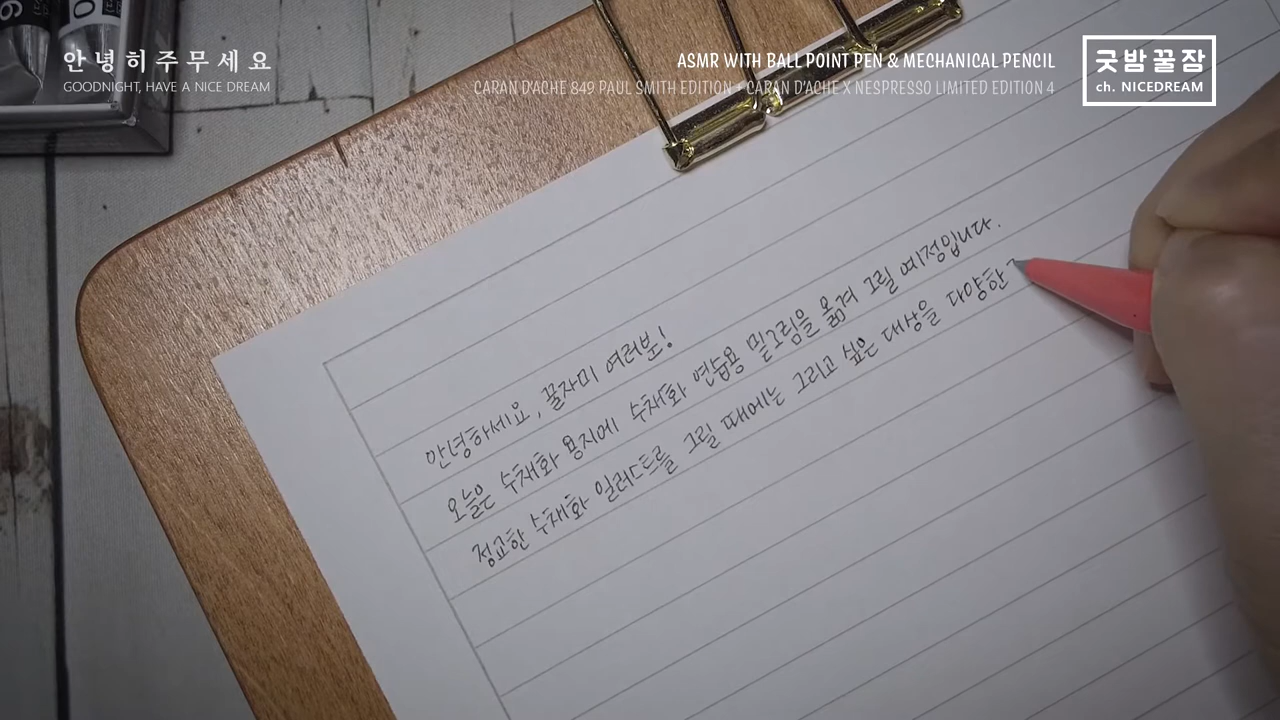 안녕히주무세요
GOODNIGHT, HAVE A NICE DREAM
ASMR WITH BALL POINT PEN & MECHANICAL PENCIL
CARAN D'ACHE 849 PAUL SMITH EDITION + CARAN D'ACHE X NESPRESSO LIMITED EDITION 4
굿밤꿀잠
ch. NICEDREAM
안녕하세요, 꿀자미 여러분!
오늘은 수채화 용지에 수채화 연습용 밑그림을 옮겨 그릴 예정입니다.
정교한 수채화 일러스트를 그릴 때에는 그리고 싶은 대상을 다양한